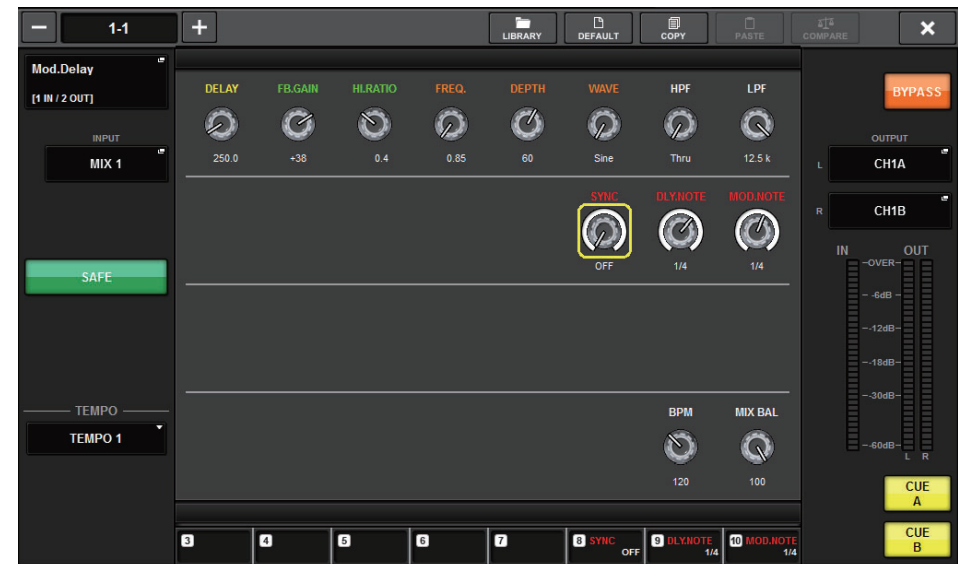 1-1
LIBRARY
DEFAULT
COPY
PASTE
COMPARE
Mod.Delay
[1 IN / 2 OUT]
INPUT
MIX 1
SAFE
TEMPO
TEMPO 1
DELAY FB.GAIN HI.RATIO FREQ. DEPTH WAVE HPF LPF
250.0 +38 0.4 0.85 60 Sine Thru 12.5 k
SYNC DLY.NOTE MOD.NOTE
OFF 1/4 1/4
BPM MIX BAL
120 100
3
4
5
6
7
8 SYNC
OFF
9 DLY.NOTE
1/4
10 MOD.NOTE
1/4
BYPASS
OUTPUT
L CH1A
R CH1B
IN OUT
OVER
-6dB
-12dB
-18dB
-30dB
-60dB
L R
CUE
A
CUE
B